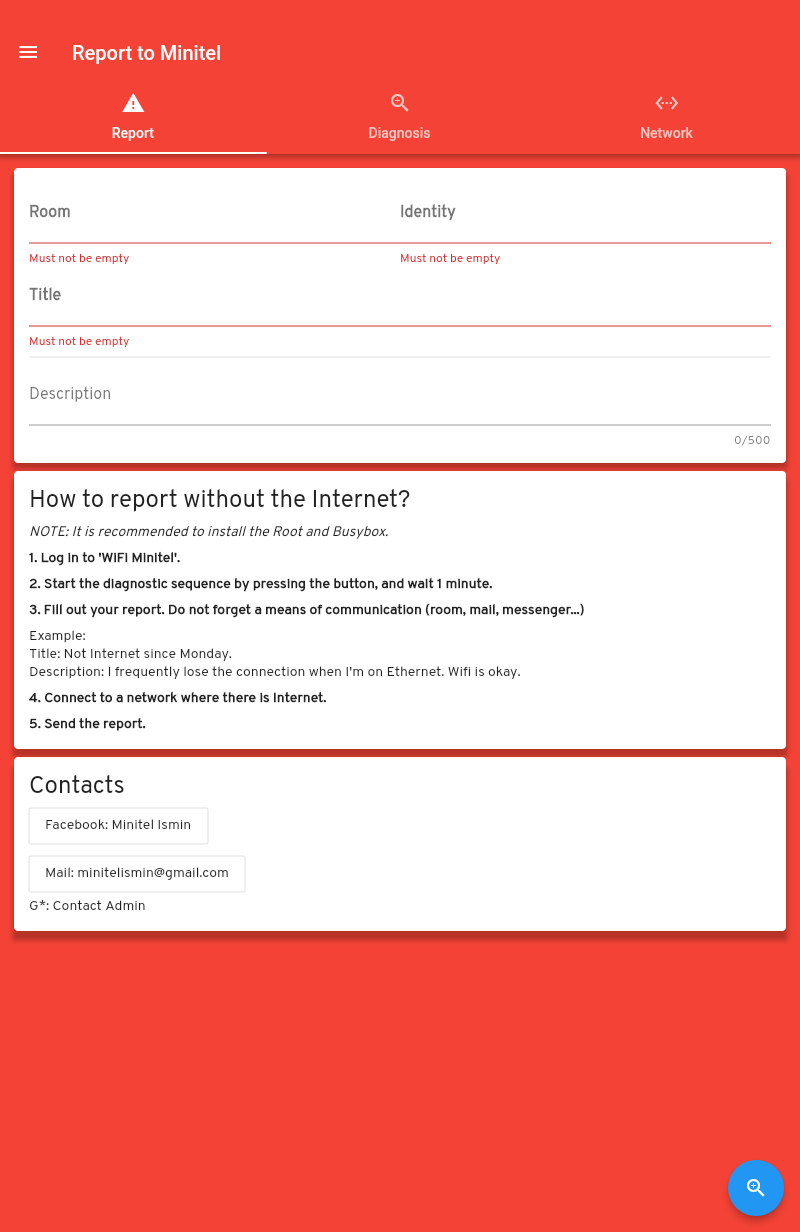 Report to Minitel
Report
Diagnosis
Network
Room
Identity
Must not be empty
Must not be empty
Title
Must not be empty
Description
0/500
How to report without the Internet?
NOTE: It is recommended to install the Root and Busybox.
1. Log in to 'WiFi Minitel'.
2. Start the diagnostic sequence by pressing the button, and wait 1 minute.
3. Fill out your report. Do not forget a means of communication (room, mail, messenger...)
Example:
Title: Not Internet since Monday.
Description: I frequently lose the connection when I'm on Ethernet. Wifi is okay.
4. Connect to a network where there is Internet.
5. Send the report.
Contacts
Facebook: Minitel Ismin
Mail: minitelismin@gmail.com
G*: Contact Admin